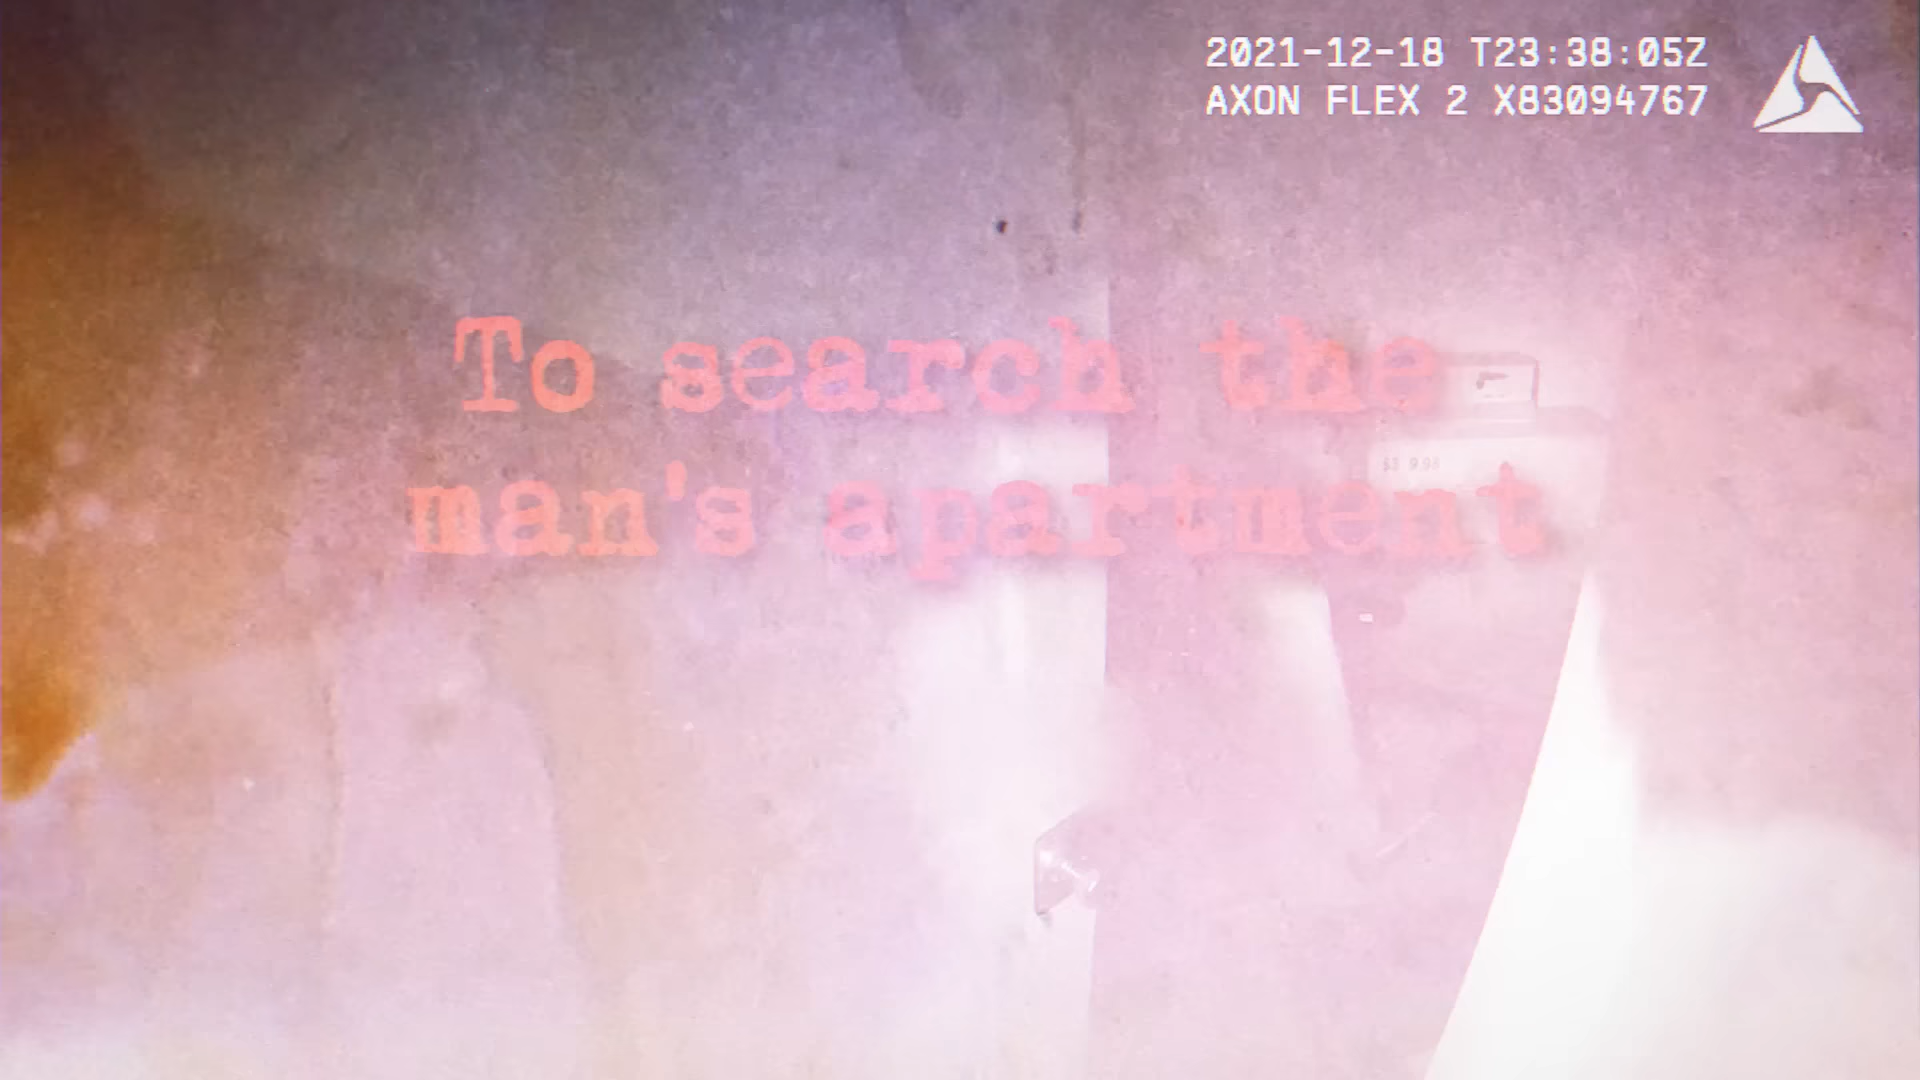 2021-12-18 T23:38:05Z
AXON FLEX 2 X83094767
To search the
man's apartment